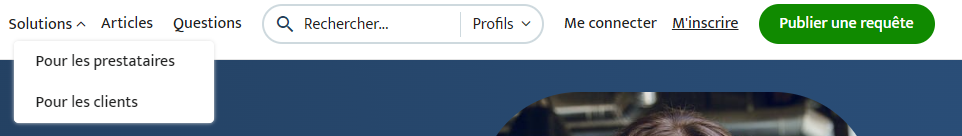 Solutions Articles Questions Rechercher... Profils Me connecter M'inscrire Publier une requête
Pour les prestataires
Pour les clients